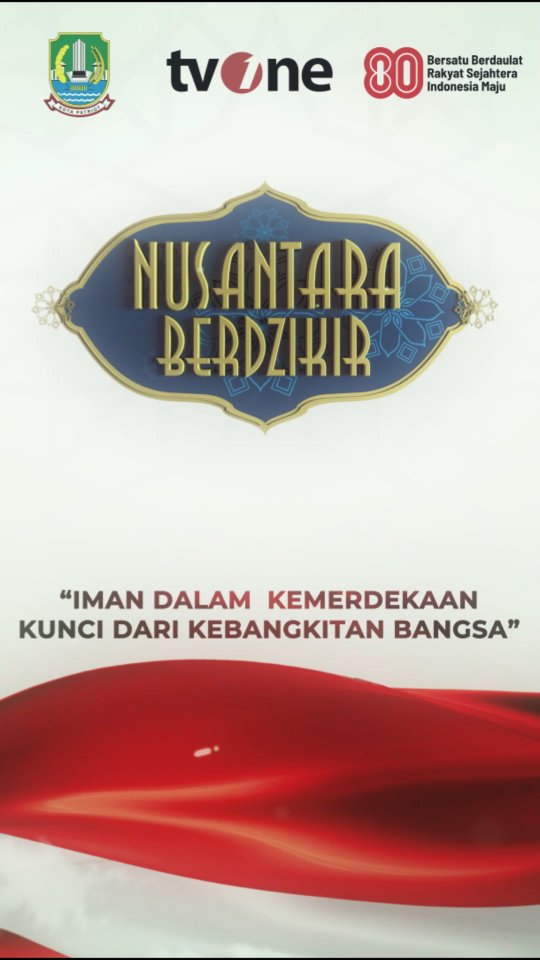 KOTA PATRIOT
tvOne
80
Bersatu Berdaulat
Rakyat Sejahtera
Indonesia Maju
NUSANTARA
BERDZIKIR
“IMAN DALAM KEMERDEKAAN
KUNCI DARI KEBANGKITAN BANGSA”